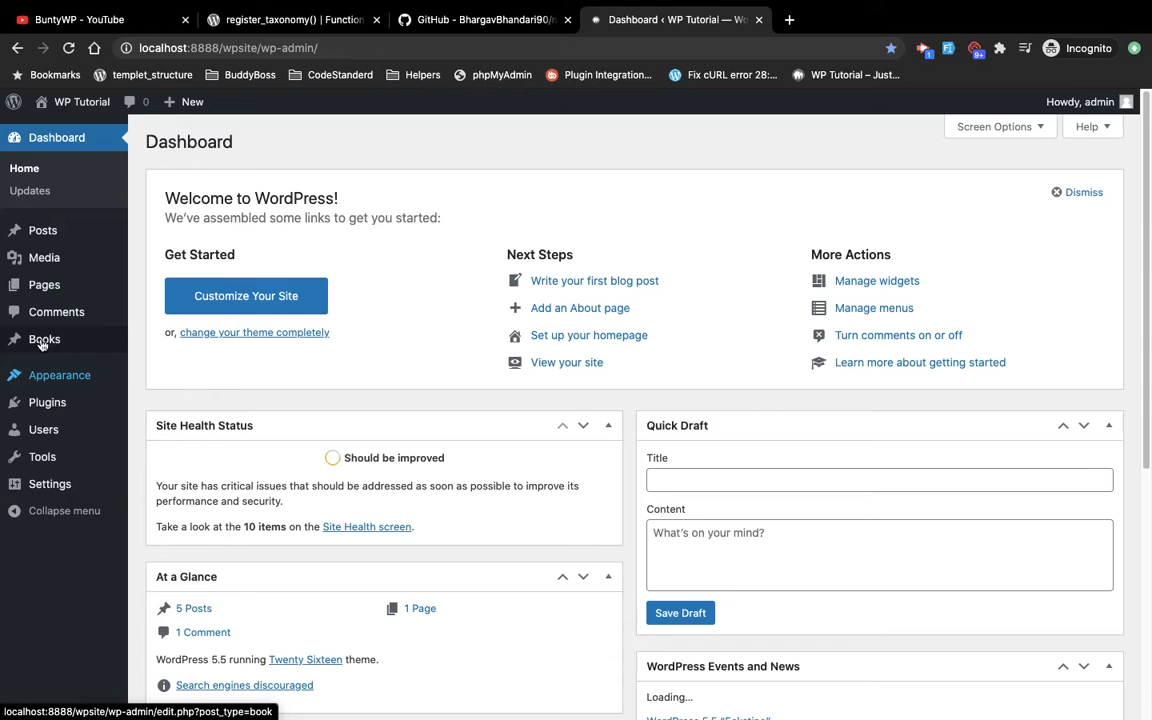 BuntyWP - YouTube
register_taxonomy() | Function
GitHub - BhargavBhandari90/
Dashboard ‹ WP Tutorial — Wo
localhost:8888/wpsite/wp-admin/
1
9+
Incognito
Bookmarks
templet_structure
BuddyBoss
CodeStanderd
Helpers
phpMyAdmin
Plugin Integration...
Fix cURL error 28:...
WP Tutorial – Just...
WP Tutorial
0
New
Howdy, admin
Dashboard
Home
Updates
Posts
Media
Pages
Comments
Books
Appearance
Plugins
Users
Tools
Settings
Collapse menu
Dashboard
Screen Options
Help
Welcome to WordPress!
We've assembled some links to get you started:
Dismiss
Get Started
Customize Your Site
or, change your theme completely
Next Steps
Write your first blog post
Add an About page
Set up your homepage
View your site
More Actions
Manage widgets
Manage menus
Turn comments on or off
Learn more about getting started
Site Health Status
Should be improved
Your site has critical issues that should be addressed as soon as possible to improve its
performance and security.
Take a look at the 10 items on the Site Health screen.
At a Glance
5 Posts
1 Page
1 Comment
WordPress 5.5 running Twenty Sixteen theme.
Search engines discouraged
Quick Draft
Title
Content
What's on your mind?
Save Draft
WordPress Events and News
Loading...
localhost:8888/wpsite/wp-admin/edit.php?post_type=book